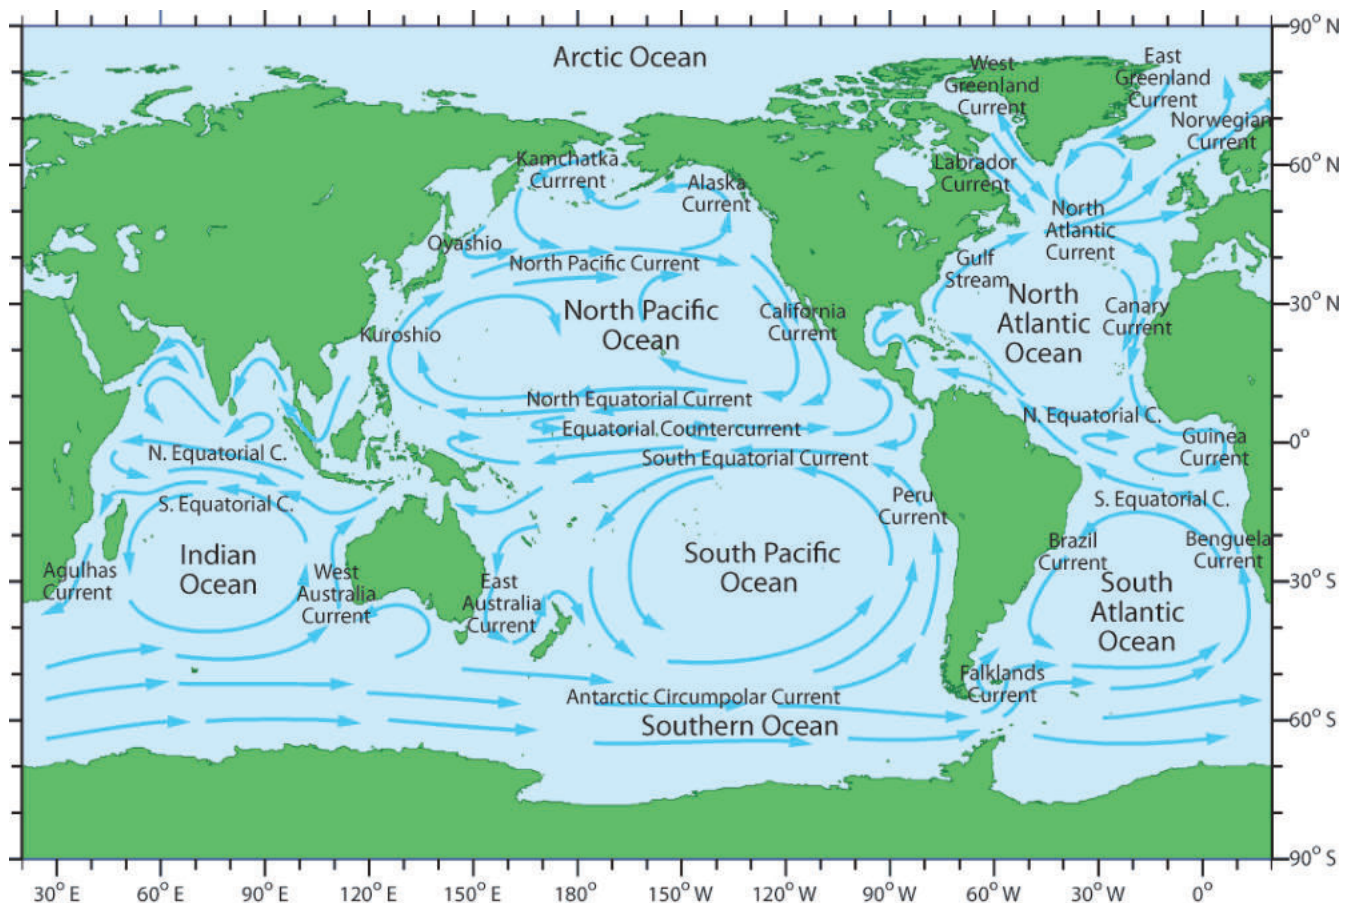 Arctic Ocean
West
Greenland
Current
East
Greenland
Current
Norwegian
Current
Kamchatka
Currrent
Alaska
Current
Labrador
Current
North
Atlantic
Current
Oyashio
North Pacific Current
Gulf
Stream
Kuroshio
North Pacific
Ocean
California
Current
North
Atlantic
Ocean
Canary
Current
North Equatorial Current
Equatorial Countercurrent
South Equatorial Current
N. Equatorial C.
Guinea
Current
N. Equatorial C.
S. Equatorial C.
Peru
Current
S. Equatorial C.
Indian
Ocean
Agulhas
Current
West
Australia
Current
East
Australia
Current
South Pacific
Ocean
Brazil
Current
Benguela
Current
South
Atlantic
Ocean
Falklands
Current
Antarctic Circumpolar Current
Southern Ocean
90° N
60° N
30° N
0°
30° S
60° S
90° S
30° E
60° E
90° E
120° E
150° E
180°
150° W
120° W
90° W
60° W
30° W
0°